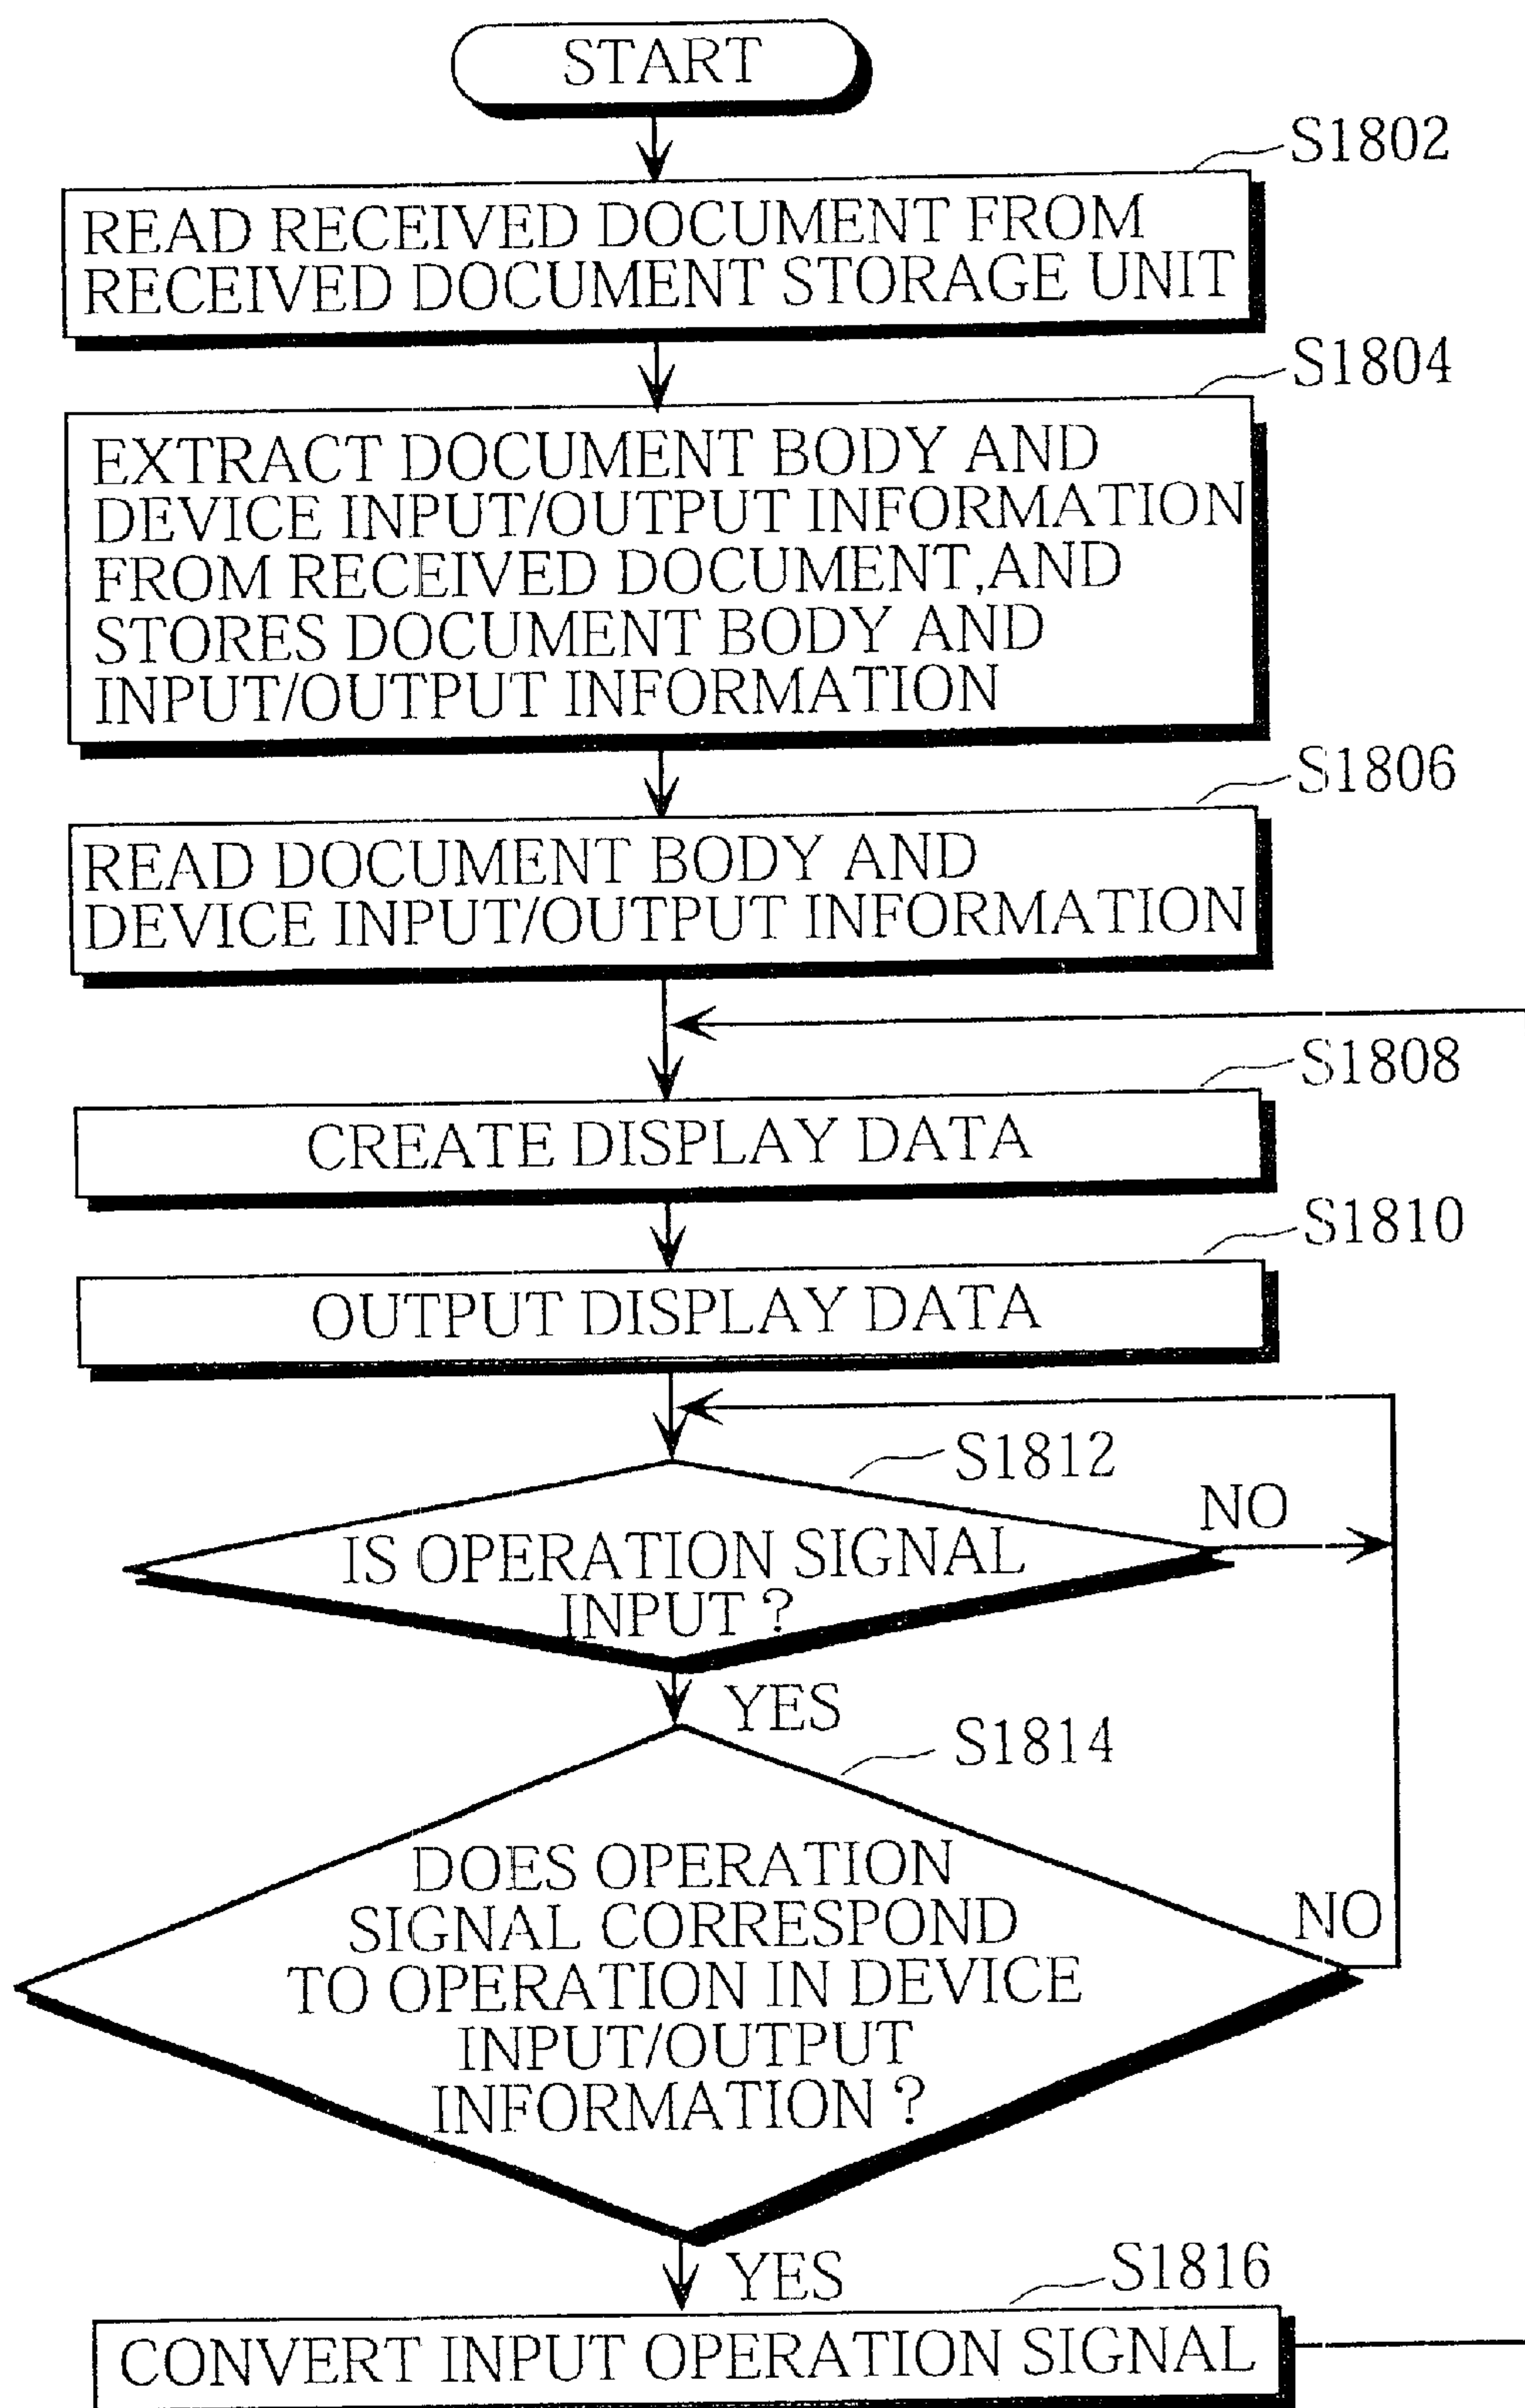 START
S1802
READ RECEIVED DOCUMENT FROM
RECEIVED DOCUMENT STORAGE UNIT
S1804
EXTRACT DOCUMENT BODY AND
DEVICE INPUT/OUTPUT INFORMATION
FROM RECEIVED DOCUMENT,AND
STORES DOCUMENT BODY AND
INPUT/OUTPUT INFORMATION
S1806
READ DOCUMENT BODY AND
DEVICE INPUT/OUTPUT INFORMATION
S1808
CREATE DISPLAY DATA
S1810
OUTPUT DISPLAY DATA
S1812
NO
IS OPERATION SIGNAL
INPUT ?
YES
S1814
DOES OPERATION
SIGNAL CORRESPOND
NO
TO OPERATION IN DEVICE
INPUT/OUTPUT
INFORMATION ?
YES
S1816
CONVERT INPUT OPERATION SIGNAL